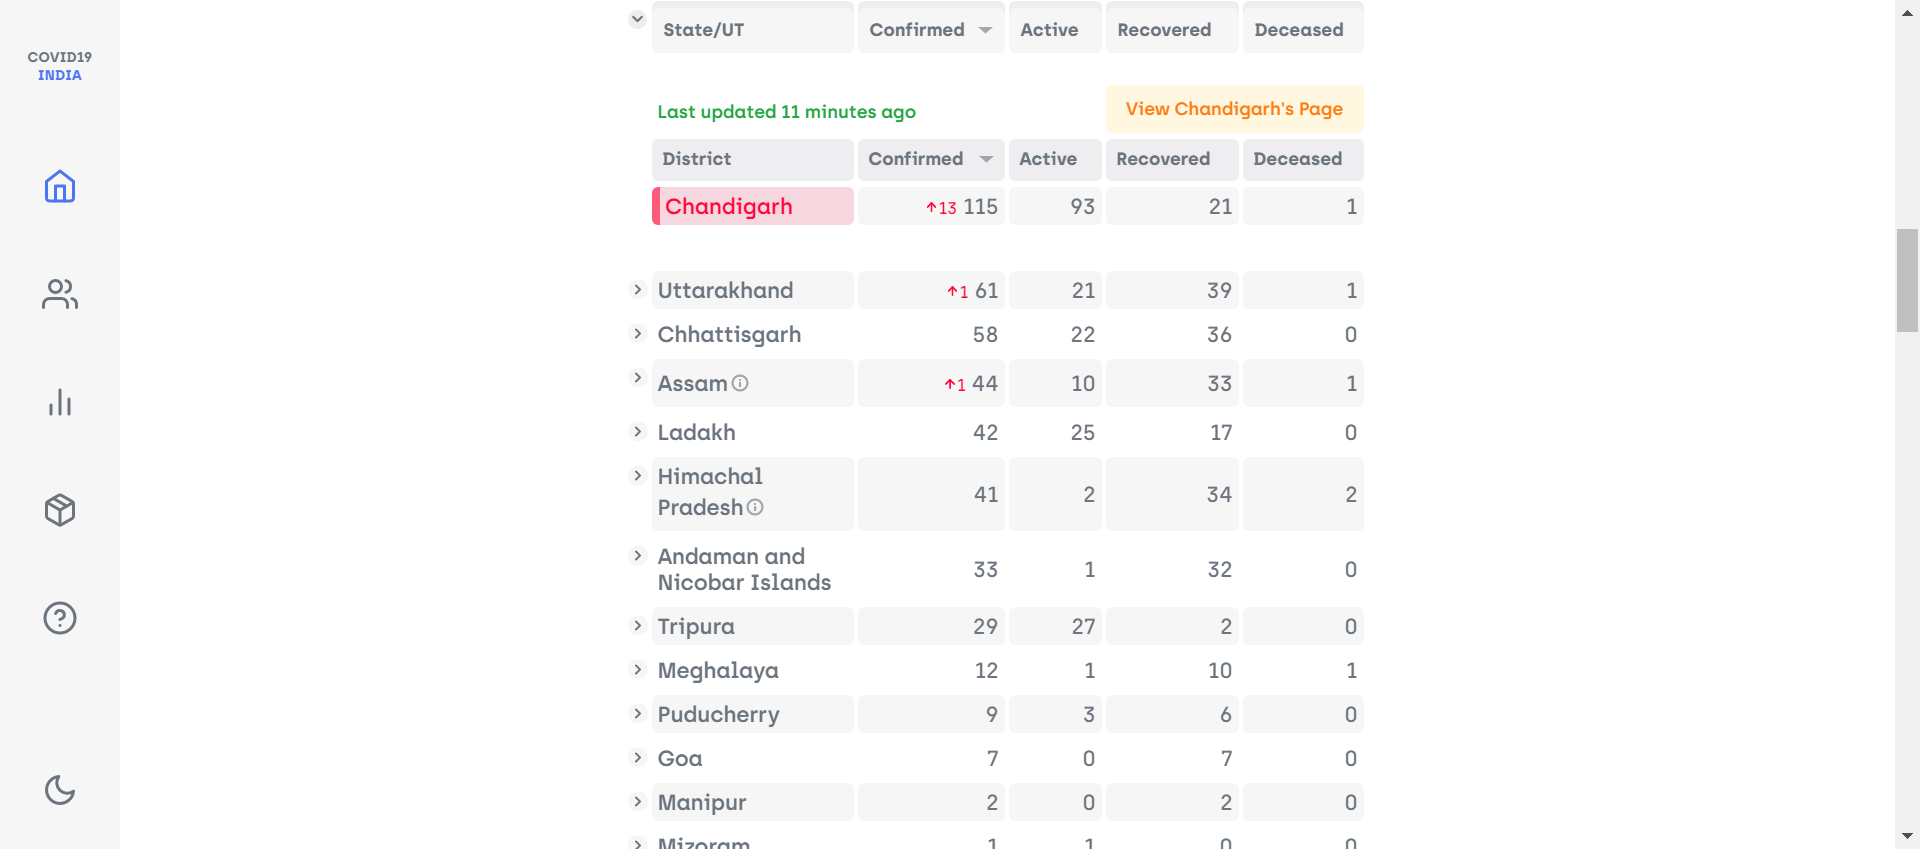 COVID19
INDIA
State/UT Confirmed Active Recovered Deceased
Last updated 11 minutes ago View Chandigarh's Page
District Confirmed Active Recovered Deceased
Chandigarh ↑13 115 93 21 1
Uttarakhand ↑1 61 21 39 1
Chhattisgarh 58 22 36 0
Assam ↑1 44 10 33 1
Ladakh 42 25 17 0
Himachal
Pradesh 41 2 34 2
Andaman and
Nicobar Islands 33 1 32 0
Tripura 29 27 2 0
Meghalaya 12 1 10 1
Puducherry 9 3 6 0
Goa 7 0 7 0
Manipur 2 0 2 0
Mizoram 1 1 0 0